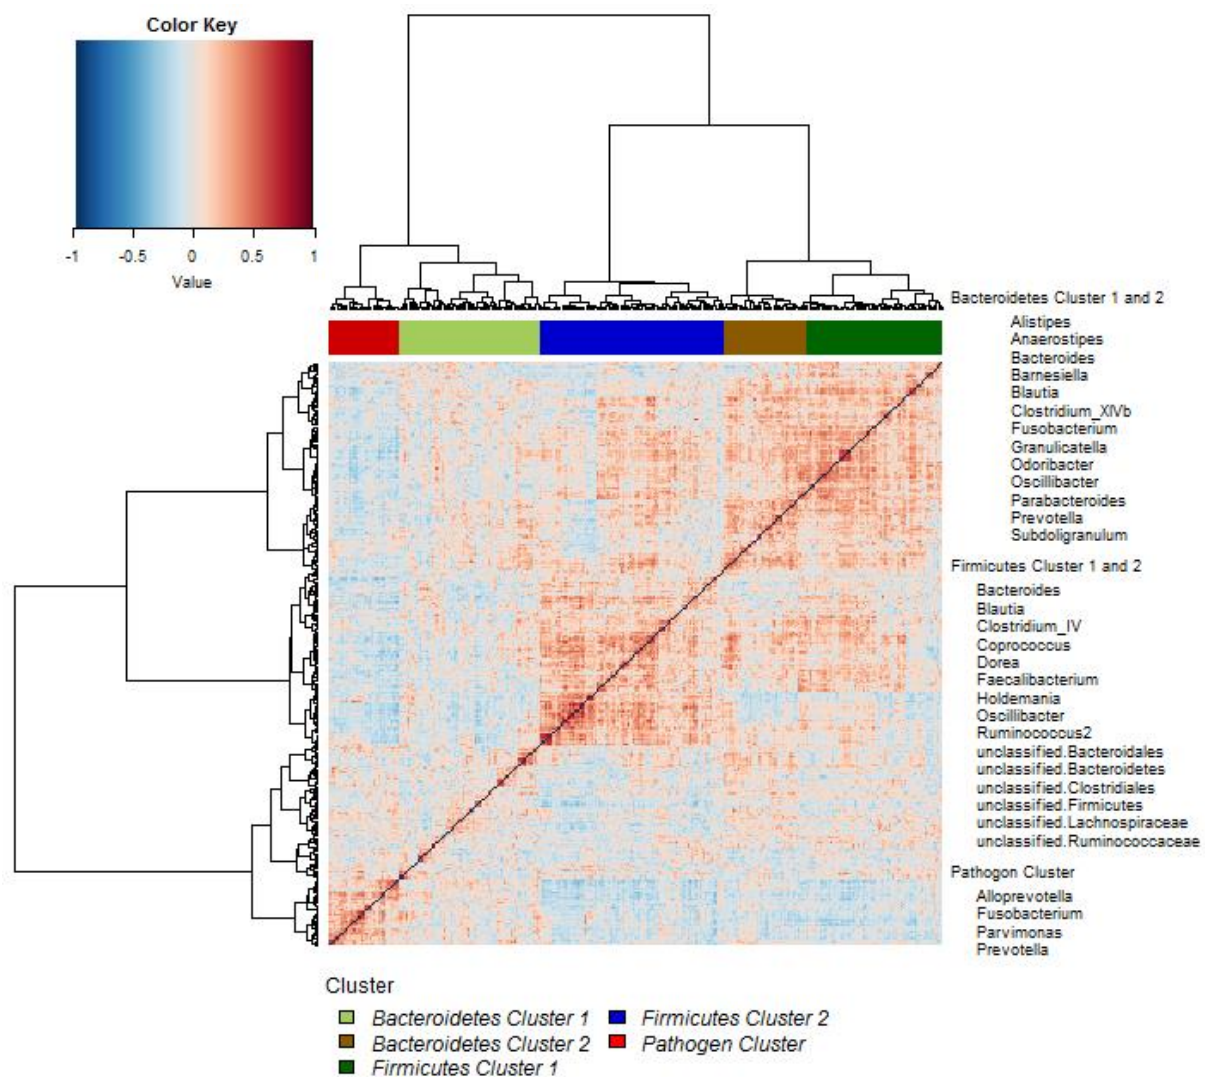 Color Key
-1 -0.5 0 0.5 1
Value
Bacteroidetes Cluster 1 and 2
Alistipes
Anaerostipes
Bacteroides
Barnesiella
Blautia
Clostridium_XIVb
Fusobacterium
Granulicatella
Odoribacter
Oscillibacter
Parabacteroides
Prevotella
Subdoligranulum
Firmicutes Cluster 1 and 2
Bacteroides
Blautia
Clostridium_IV
Coprococcus
Dorea
Faecalibacterium
Holdemania
Oscillibacter
Ruminococcus2
unclassified.Bacteroidales
unclassified.Bacteroidetes
unclassified.Clostridiales
unclassified.Firmicutes
unclassified.Lachnospiraceae
unclassified.Ruminococcaceae
Pathogon Cluster
Alloprevotella
Fusobacterium
Parvimonas
Prevotella
Cluster
Bacteroidetes Cluster 1 Firmicutes Cluster 2
Bacteroidetes Cluster 2 Pathogen Cluster
Firmicutes Cluster 1